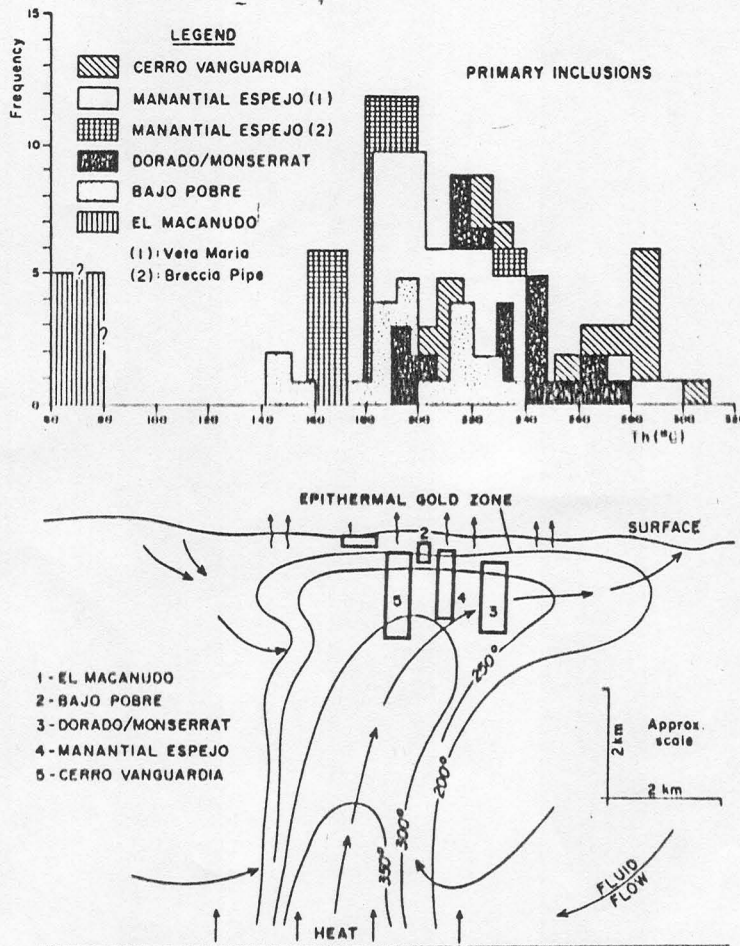 15
Frequency
10
5
0
LEGEND
CERRO VANGUARDIA
MANANTIAL ESPEJO (1)
MANANTIAL ESPEJO (2)
DORADO/MONSERRAT
BAJO POBRE
EL MACANUDO
(1): Veta Maria
(2): Breccia Pipe
PRIMARY INCLUSIONS
?
?
Th(°C)
EPITHERMAL GOLD ZONE
SURFACE
1
2
5
4
3
250°
200°
300°
350°
1 - EL MACANUDO
2 - BAJO POBRE
3 - DORADO/MONSERRAT
4 - MANANTIAL ESPEJO
5 - CERRO VANGUARDIA
2 km
Approx.
scale
2 km
FLUID
FLOW
HEAT